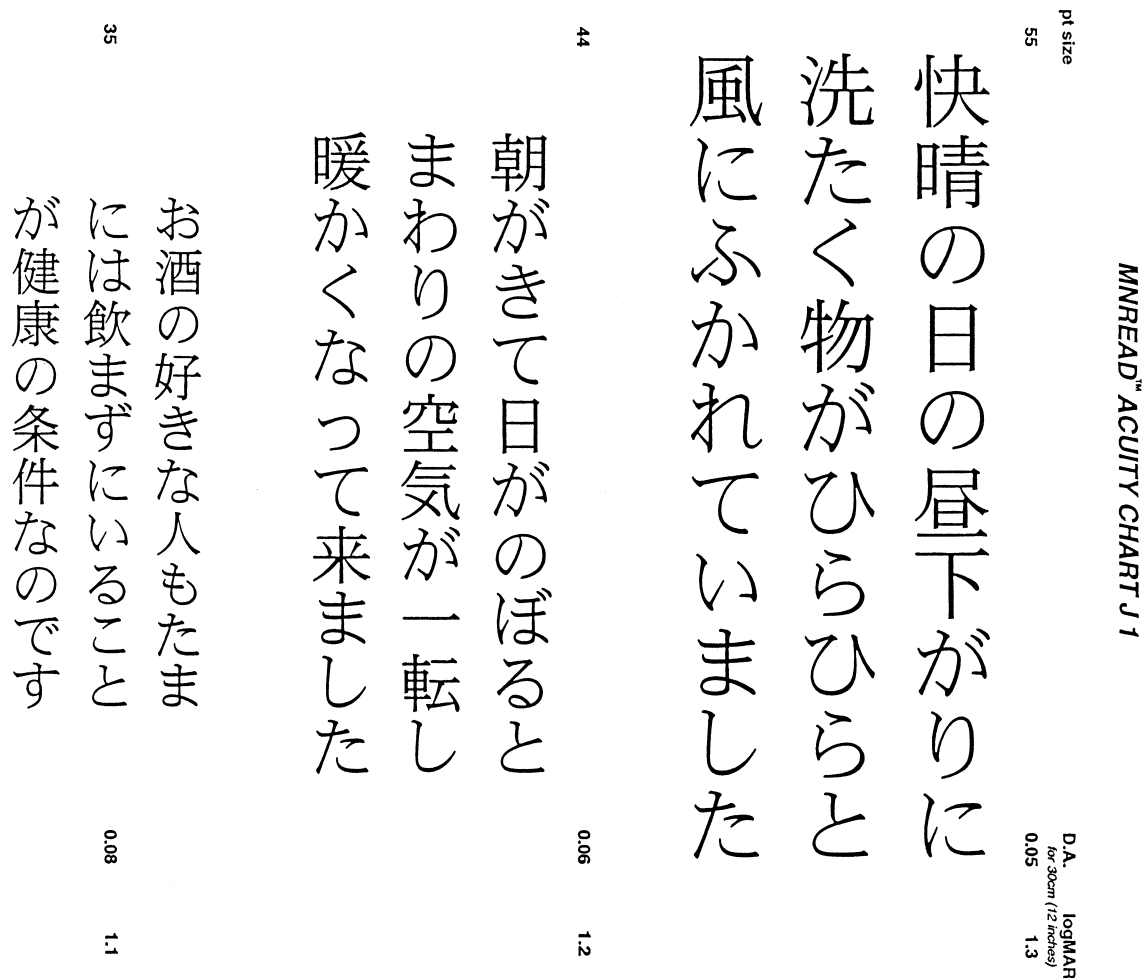 MNREAD™ ACUITY CHART J 1
pt size
D.A. logMAR
for 30cm (12 inches)
55
0.05
1.3
快晴の日の昼下がりに
洗たく物がひらひらと
風にふかれていました
44
0.06
1.2
朝がきて日がのぼると
まわりの空気が一転し
暖かくなって来ました
35
0.08
1.1
お酒の好きな人もたま
には飲まずにいること
が健康の条件なのです